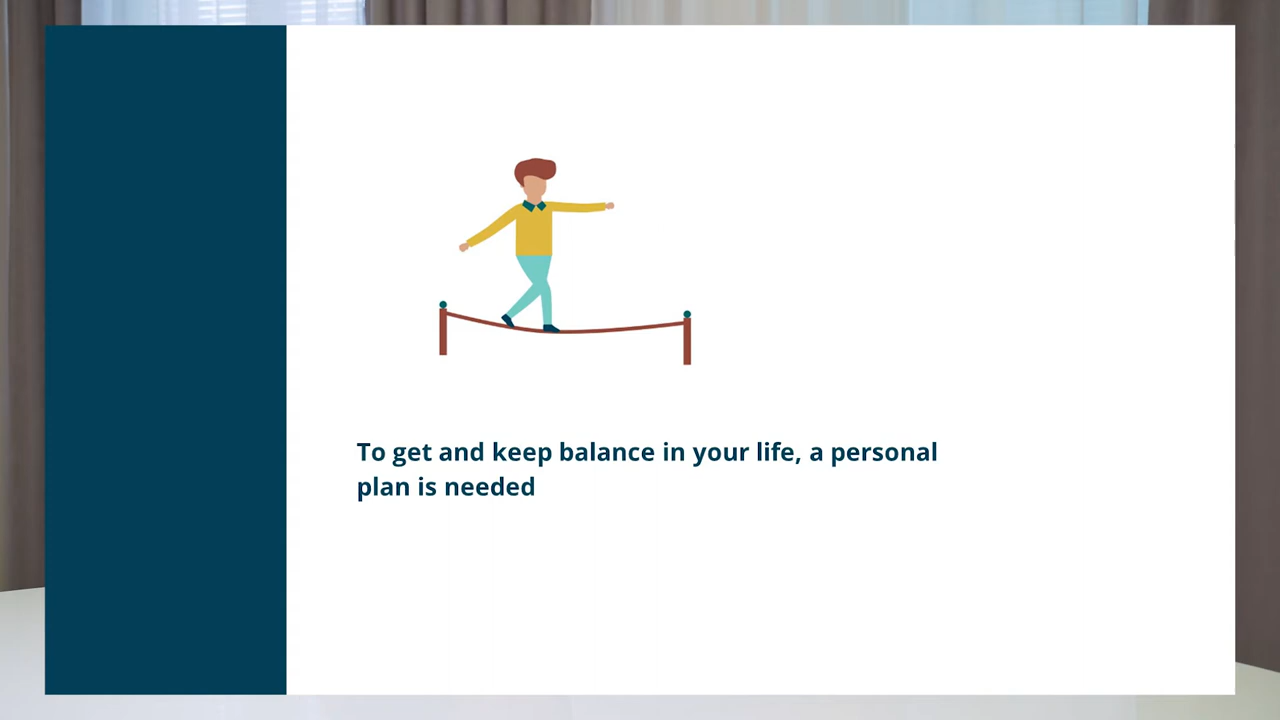 To get and keep balance in your life, a personal
plan is needed